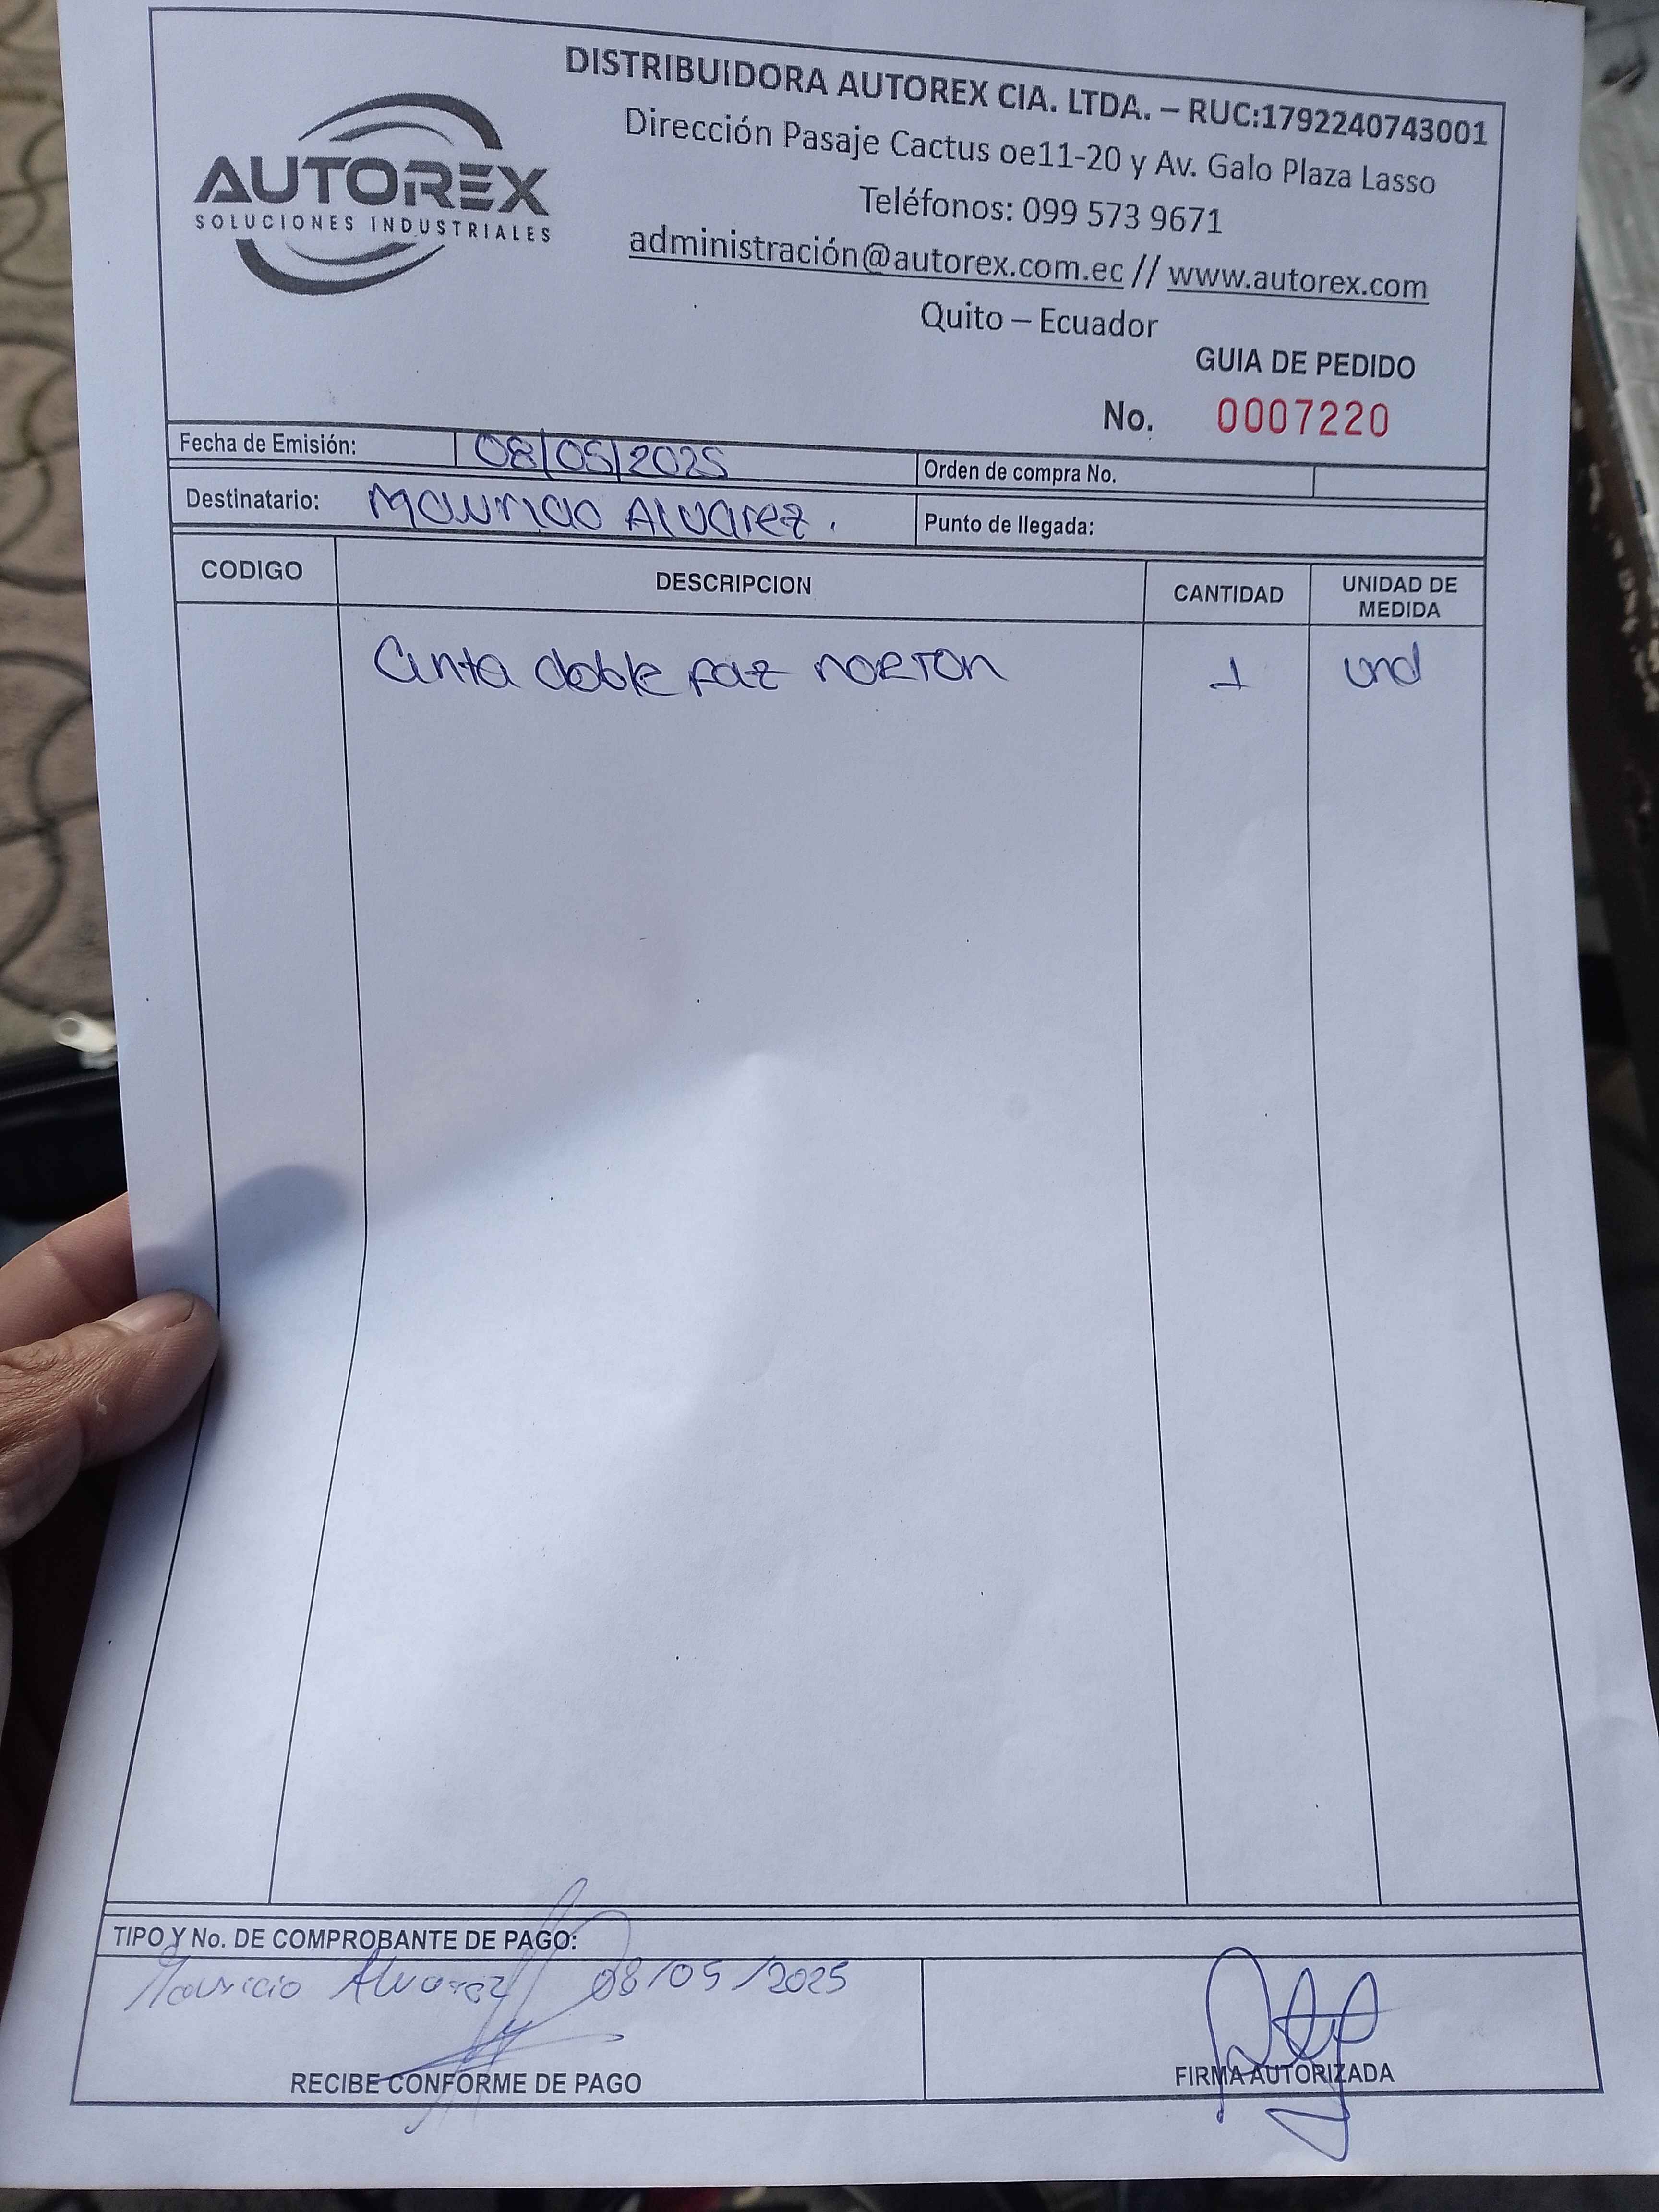 DISTRIBUIDORA AUTOREX CIA. LTDA. – RUC:1792240743001
Dirección Pasaje Cactus oe11-20 y Av. Galo Plaza Lasso
Teléfonos: 099 573 9671
administración@autorex.com.ec // www.autorex.com
Quito – Ecuador
AUTOREX
SOLUCIONES INDUSTRIALES
GUIA DE PEDIDO
No. 0007220
Fecha de Emisión: 08/05/2025 Orden de compra No.
Destinatario: Mauricio Alvarez. Punto de llegada:
CODIGO DESCRIPCION CANTIDAD UNIDAD DE MEDIDA
Cinta doble faz NORTON 1 und
TIPO Y No. DE COMPROBANTE DE PAGO:
Mauricio Alvarez 08/05/2025
RECIBE CONFORME DE PAGO FIRMA AUTORIZADA